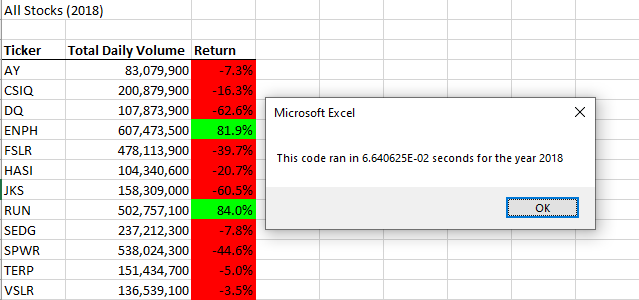 All Stocks (2018)
Ticker Total Daily Volume Return
AY 83,079,900 -7.3%
CSIQ 200,879,900 -16.3%
DQ 107,873,900 -62.6%
ENPH 607,473,500 81.9%
FSLR 478,113,900 -39.7%
HASI 104,340,600 -20.7%
JKS 158,309,000 -60.5%
RUN 502,757,100 84.0%
SEDG 237,212,300 -7.8%
SPWR 538,024,300 -44.6%
TERP 151,434,700 -5.0%
VSLR 136,539,100 -3.5%
Microsoft Excel
This code ran in 6.640625E-02 seconds for the year 2018
OK